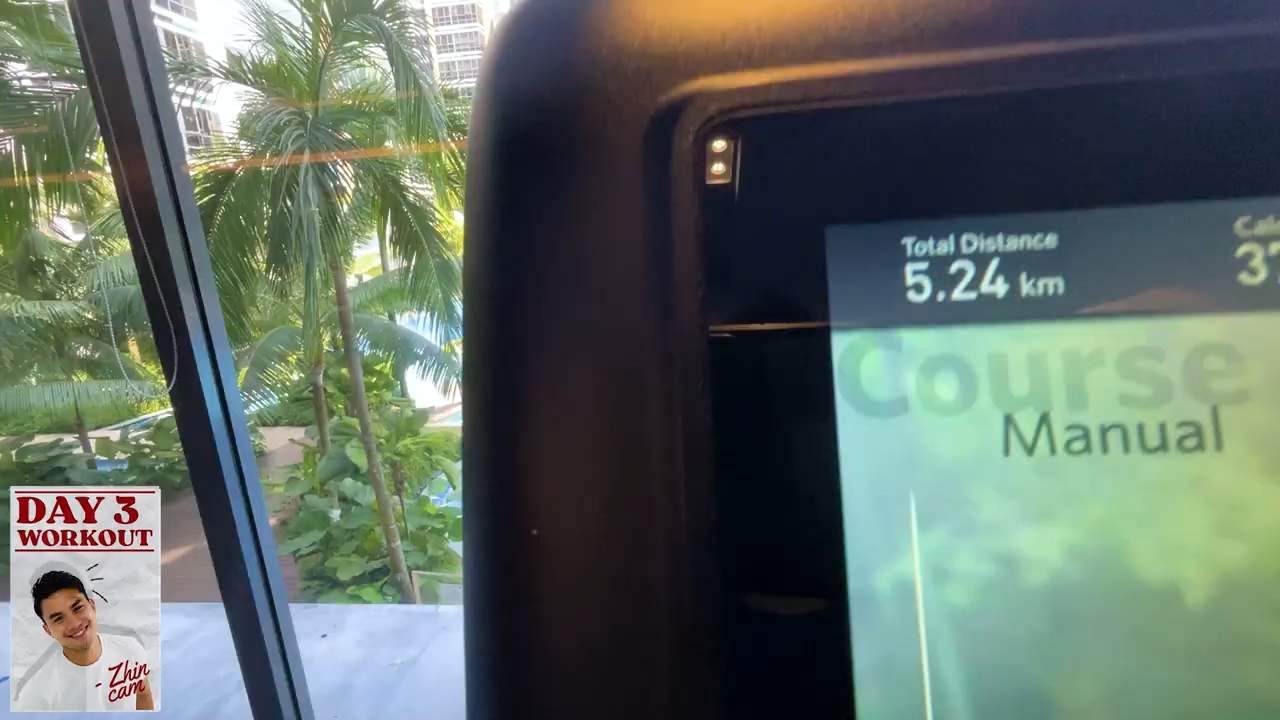 Total Distance
5.24 km
Course
Manual
DAY 3
WORKOUT
- Zhin
cam